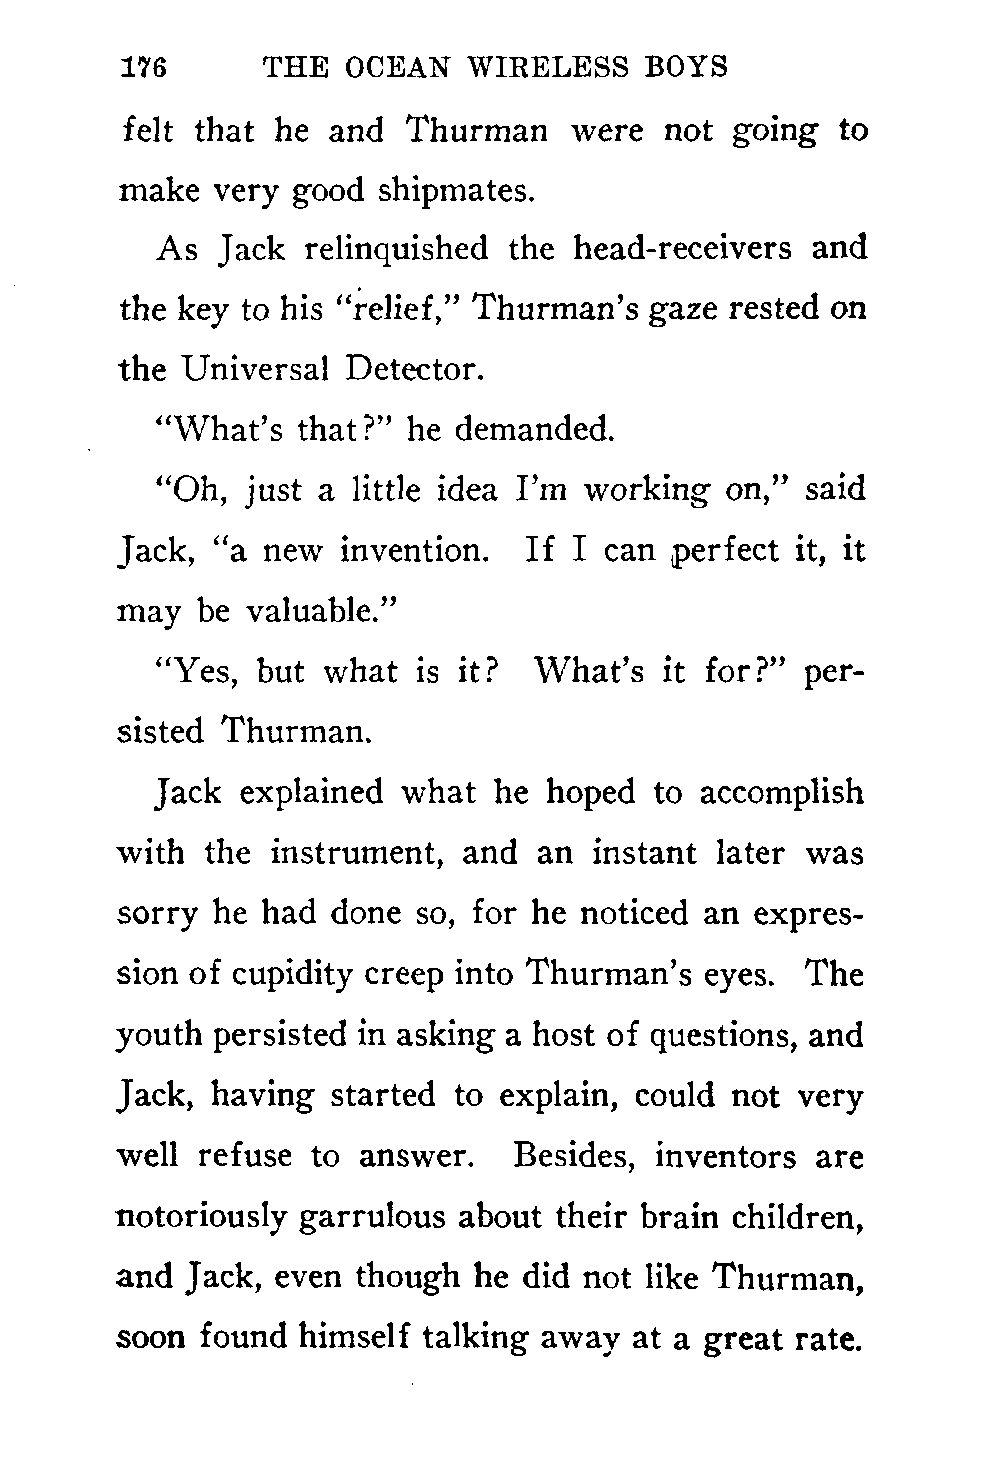 176 THE OCEAN WIRELESS BOYS
felt that he and Thurman were not going to
make very good shipmates.
As Jack relinquished the head-receivers and
the key to his “relief,” Thurman’s gaze rested on
the Universal Detector.
“What’s that?” he demanded.
“Oh, just a little idea I’m working on,” said
Jack, “a new invention. If I can perfect it, it
may be valuable.”
“Yes, but what is it? What’s it for?” per-
sisted Thurman.
Jack explained what he hoped to accomplish
with the instrument, and an instant later was
sorry he had done so, for he noticed an expres-
sion of cupidity creep into Thurman’s eyes. The
youth persisted in asking a host of questions, and
Jack, having started to explain, could not very
well refuse to answer. Besides, inventors are
notoriously garrulous about their brain children,
and Jack, even though he did not like Thurman,
soon found himself talking away at a great rate.